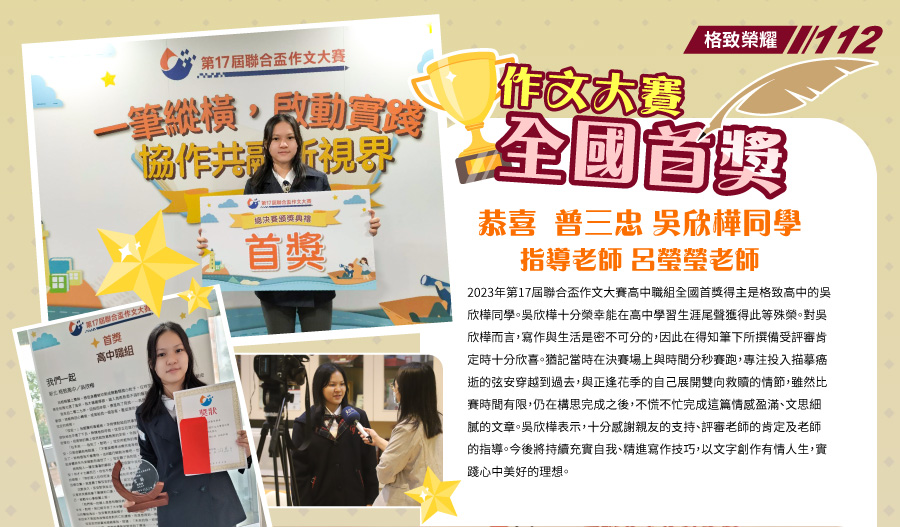 格致榮耀 112
作文大賽
全國首獎
恭喜 普三忠 吳欣樺同學
指導老師 呂瑩瑩老師
2023年第17屆聯合盃作文大賽高中職組全國首獎得主是格致高中的吳
欣樺同學。吳欣樺十分榮幸能在高中學習生涯尾聲獲得此等殊榮。對吳
欣樺而言，寫作與生活是密不可分的，因此在得知筆下所撰備受評審肯
定時十分欣喜。猶記當時在決賽場上與時間分秒賽跑，專注投入描摹癌
逝的弦安穿越到過去，與正逢花季的自己展開雙向救贖的情節，雖然比
賽時間有限，仍在構思完成之後，不慌不忙完成這篇情感盈滿、文思細
膩的文章。吳欣樺表示，十分感謝親友的支持、評審老師的肯定及老師
的指導。今後將持續充實自我、精進寫作技巧，以文字創作有情人生，實
踐心中美好的理想。
第17屆聯合盃作文大賽
一筆縱橫，啟動實踐
協作共融新視界
第17屆聯合盃作文大賽
總決賽頒獎典禮
首獎
第17屆聯合盃作文大賽
首獎
高中職組
我們一起
獎狀